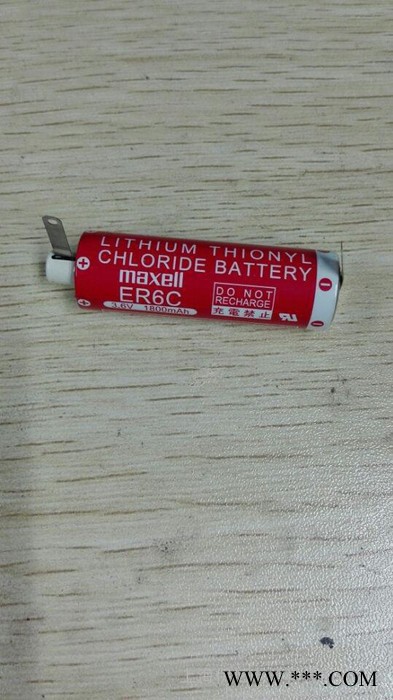 LITHIUM THIONYL
CHLORIDE BATTERY
maxell
ER6C
3.6V 1800mAh
DO NOT
RECHARGE
充電禁止
WWW.***.COM